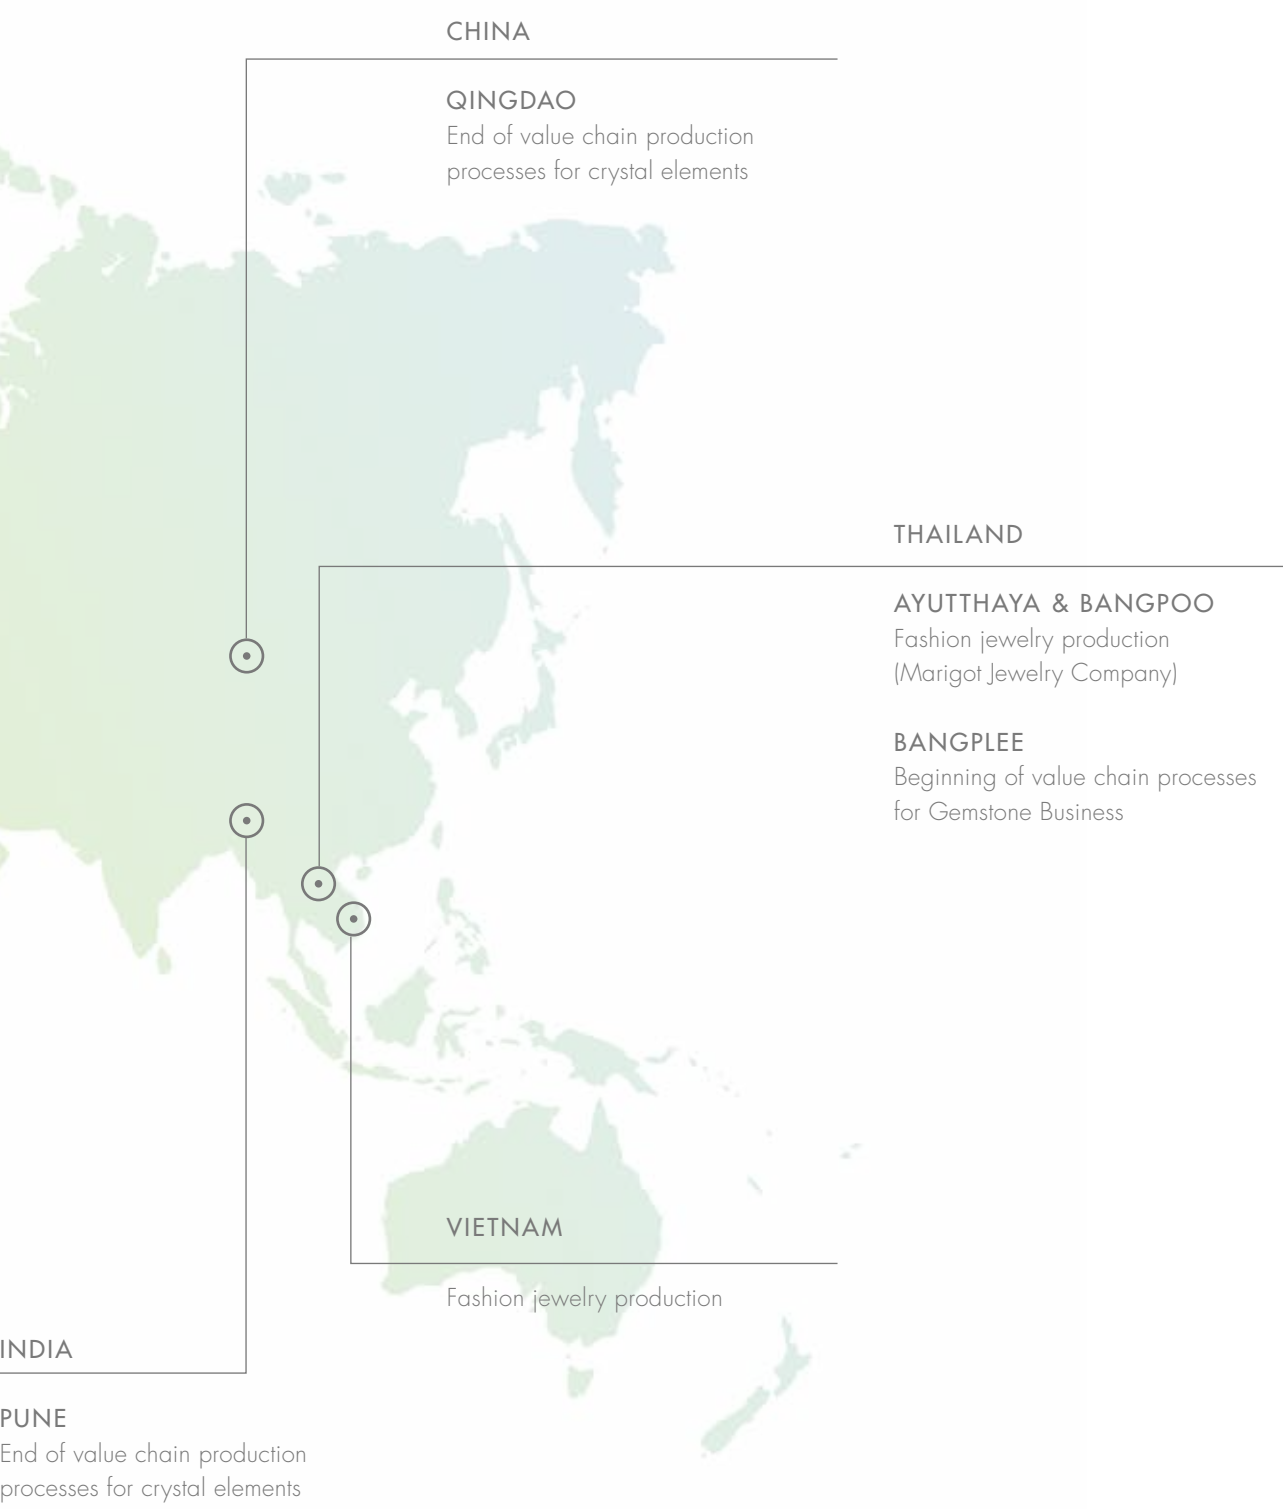 CHINA
QINGDAO
End of value chain production
processes for crystal elements
THAILAND
AYUTTHAYA & BANGPOO
Fashion jewelry production
(Marigot Jewelry Company)
BANGPLEE
Beginning of value chain processes
for Gemstone Business
VIETNAM
Fashion jewelry production
INDIA
PUNE
End of value chain production
processes for crystal elements